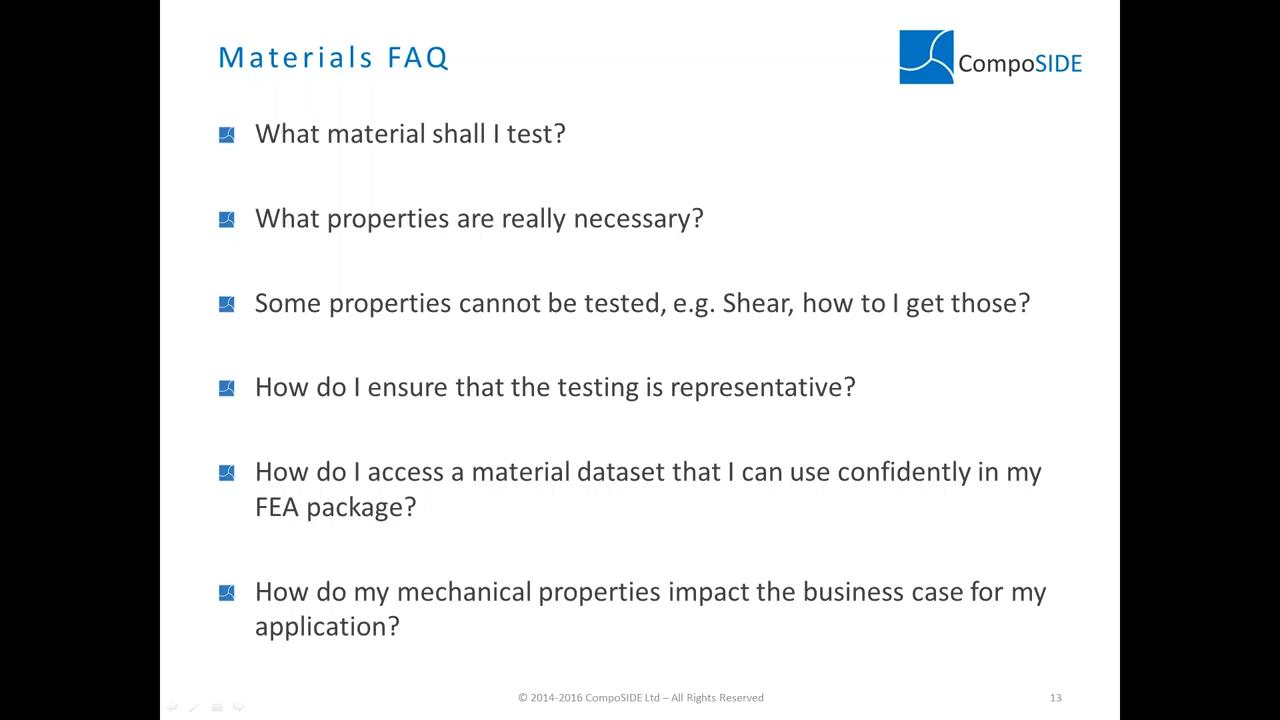 Materials FAQ
CompoSIDE
What material shall I test?
What properties are really necessary?
Some properties cannot be tested, e.g. Shear, how to I get those?
How do I ensure that the testing is representative?
How do I access a material dataset that I can use confidently in my
FEA package?
How do my mechanical properties impact the business case for my
application?
© 2014-2016 CompoSIDE Ltd – All Rights Reserved
13